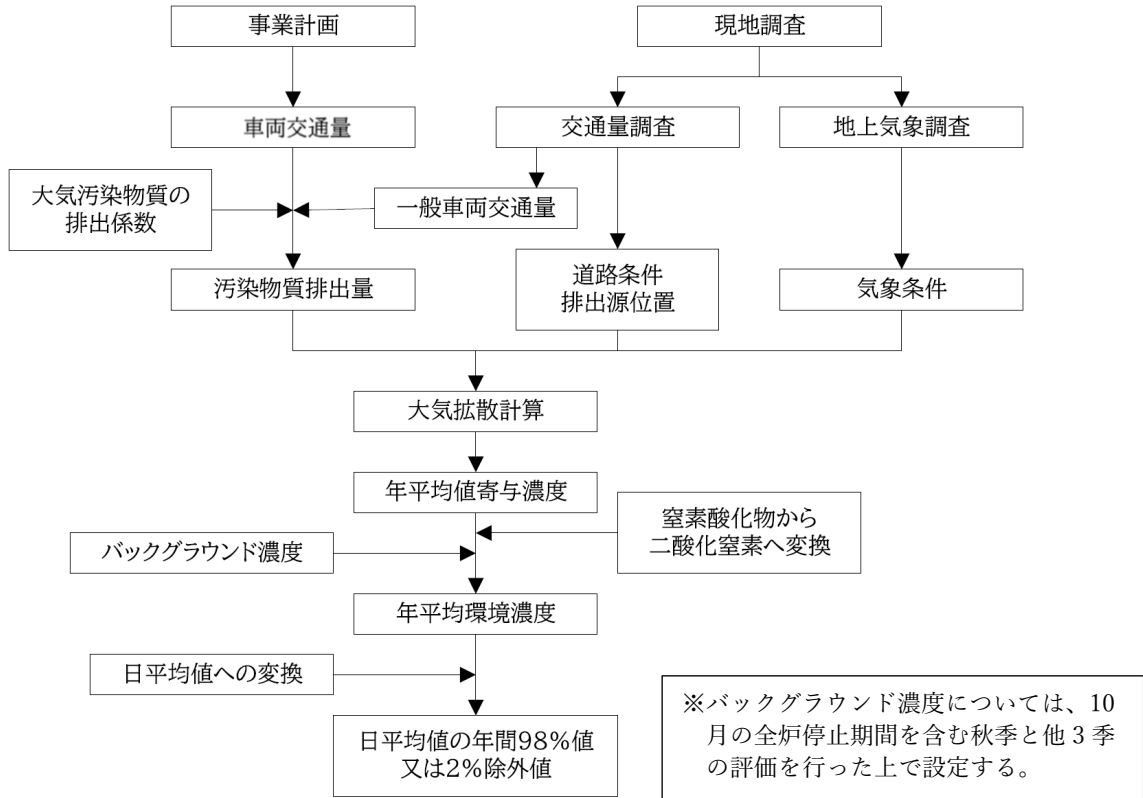 事業計画
現地調査
車両交通量
交通量調査
地上気象調査
大気汚染物質の
排出係数
一般車両交通量
汚染物質排出量
道路条件
排出源位置
気象条件
大気拡散計算
年平均値寄与濃度
窒素酸化物から
二酸化窒素へ変換
バックグラウンド濃度
年平均環境濃度
日平均値への変換
日平均値の年間98%値
又は2%除外値
※バックグラウンド濃度については、10
月の全炉停止期間を含む秋季と他 3 季
の評価を行った上で設定する。